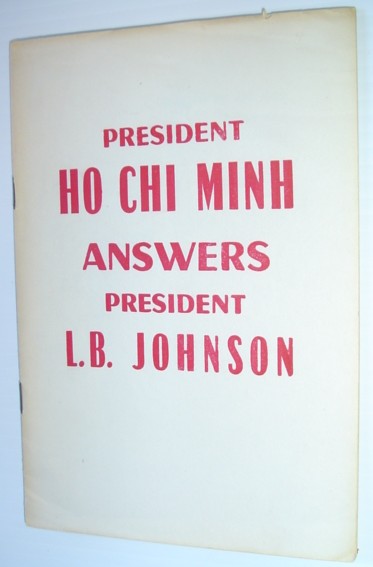 PRESIDENT
HO CHI MINH
ANSWERS
PRESIDENT
L.B. JOHNSON